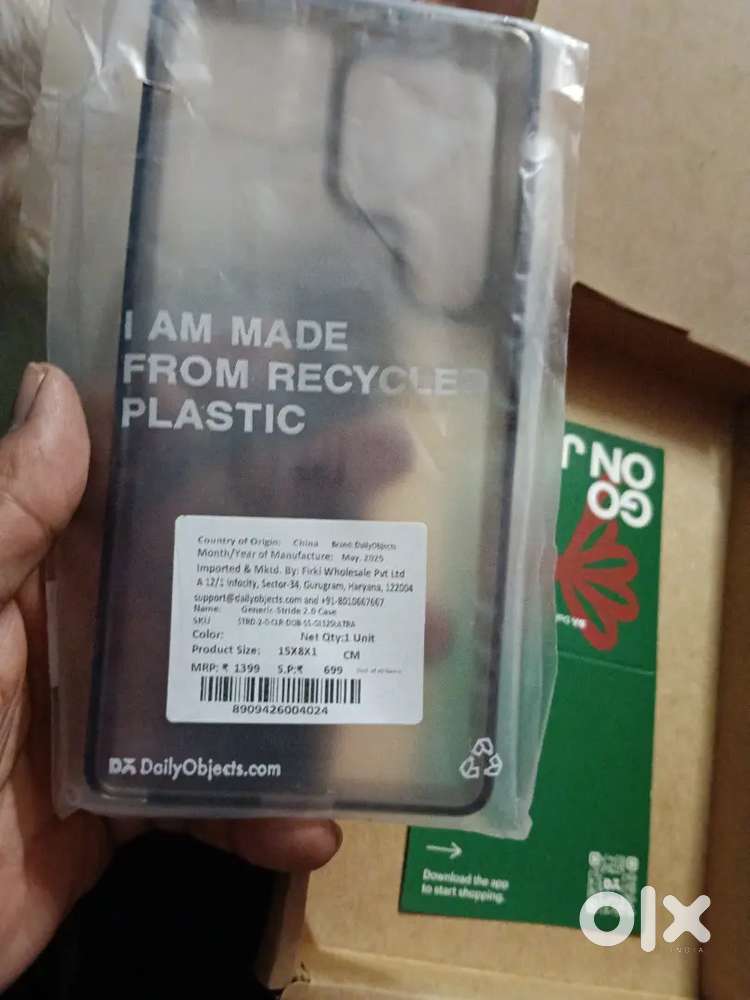 I AM MADE
FROM RECYCLED
PLASTIC
Country of Origin: China Brand: DailyObjects
Month/Year of Manufacture: May, 2025
Imported & Mktd. By: Firki Wholesale Pvt Ltd
A 12/1 Infocity, Sector-34, Gurugram, Haryana, 122004
support@dailyobjects.com and +91-8010667667
Name: Generic-Stride 2.0 Case
SKU
Color: Net Qty:1 Unit
Product Size: 15X8X1 CM
MRP: ₹ 1399 S.P:₹ 699
8909426004024
DailyObjects.com
GO
ON J
Download the app
to start shopping.
olx
INDIA